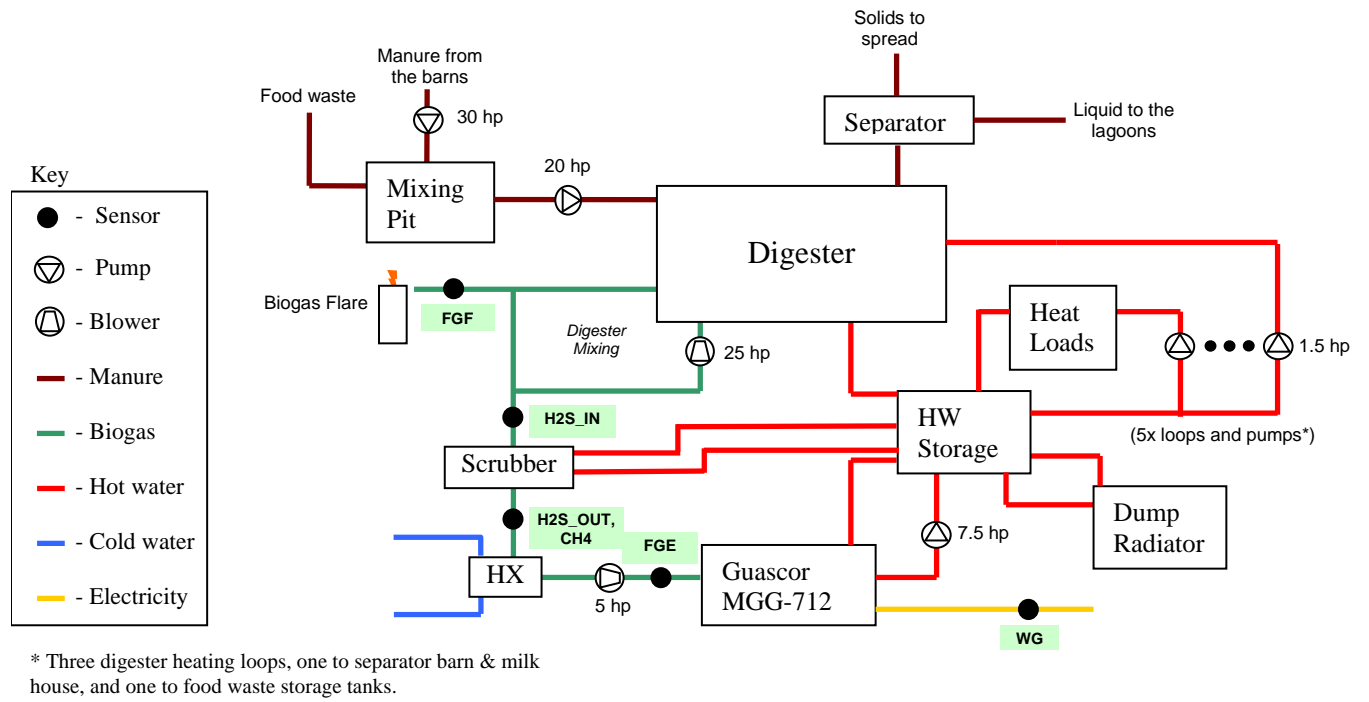 Solids to
spread
Manure from
the barns
Food waste
30 hp
Separator
Liquid to the
lagoons
Key
- Sensor
- Pump
- Blower
- Manure
- Biogas
- Hot water
- Cold water
- Electricity
Mixing
Pit
20 hp
Digester
Biogas Flare
FGF
Digester
Mixing
25 hp
Heat
Loads
1.5 hp
(5x loops and pumps*)
H2S_IN
HW
Storage
Scrubber
H2S_OUT,
CH4
FGE
HX
5 hp
Guascor
MGG-712
7.5 hp
Dump
Radiator
WG
* Three digester heating loops, one to separator barn & milk
house, and one to food waste storage tanks.